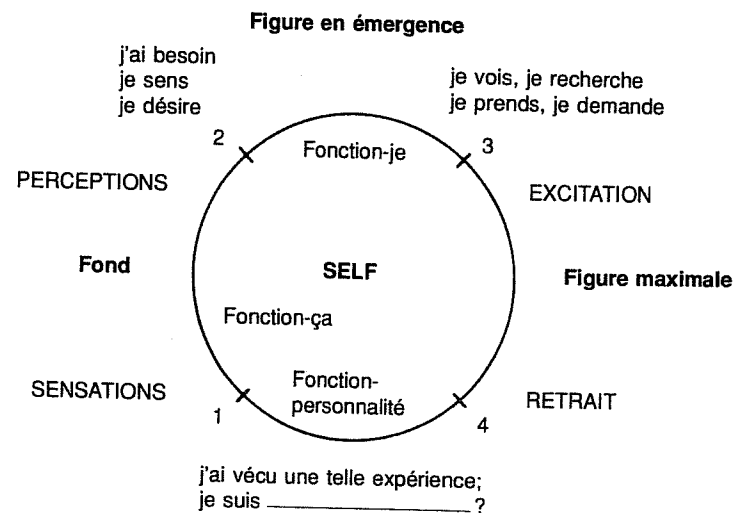 Figure en émergence
j'ai besoin
je sens
je désire
je vois, je recherche
je prends, je demande
2
3
Fonction-je
PERCEPTIONS
EXCITATION
Fond
SELF
Figure maximale
Fonction-ça
SENSATIONS
Fonction-
personnalité
RETRAIT
1
4
j'ai vécu une telle expérience;
je suis ____________________ ?